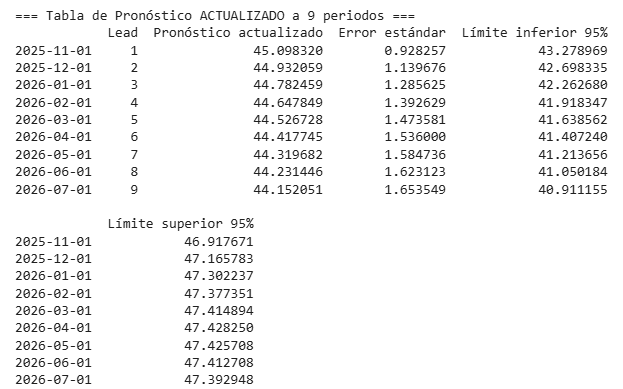 === Tabla de Pronóstico ACTUALIZADO a 9 periodos ===
Lead Pronóstico actualizado Error estándar Límite inferior 95%
2025-11-01 1 45.098320 0.928257 43.278969
2025-12-01 2 44.932059 1.139676 42.698335
2026-01-01 3 44.782459 1.285625 42.262680
2026-02-01 4 44.647849 1.392629 41.918347
2026-03-01 5 44.526728 1.473581 41.638562
2026-04-01 6 44.417745 1.536000 41.407240
2026-05-01 7 44.319682 1.584736 41.213656
2026-06-01 8 44.231446 1.623123 41.050184
2026-07-01 9 44.152051 1.653549 40.911155
Límite superior 95%
2025-11-01 46.917671
2025-12-01 47.165783
2026-01-01 47.302237
2026-02-01 47.377351
2026-03-01 47.414894
2026-04-01 47.428250
2026-05-01 47.425708
2026-06-01 47.412708
2026-07-01 47.392948